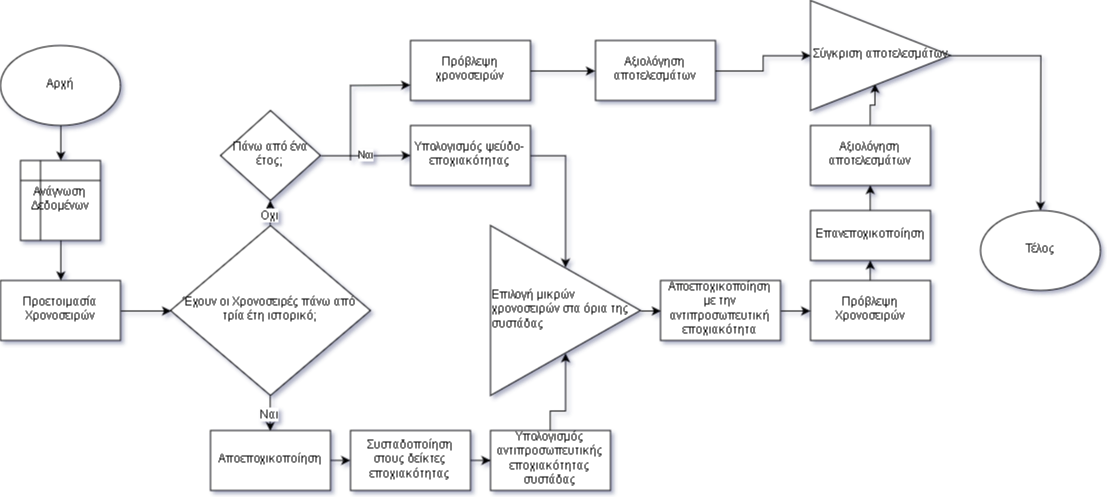 Αρχή
Ανάγνωση
Δεδομένων
Προετοιμασία
Χρονοσειρών
Έχουν οι Χρονοσειρές πάνω από
τρία έτη ιστορικό;
Οχι
Πάνω από ένα
έτος;
Ναι
Πρόβλεψη
χρονοσειρών
Αξιολόγηση
αποτελεσμάτων
Υπολογισμός ψεύδο-
εποχιακότητας
Ναι
Αποεποχικοποίηση
Συσταδοποίηση
στους δείκτες
εποχιακότητας
Υπολογισμός
αντιπροσωπευτικής
εποχιακότητας
συστάδας
Επιλογή μικρών
χρονοσειρών στα όρια της
συστάδας
Αποεποχικοποίηση
με την
αντιπροσωπευτική
εποχιακότητα
Πρόβλεψη
Χρονοσειρών
Επανεποχικοποίηση
Αξιολόγηση
αποτελεσμάτων
Σύγκριση αποτελεσμάτων
Τέλος